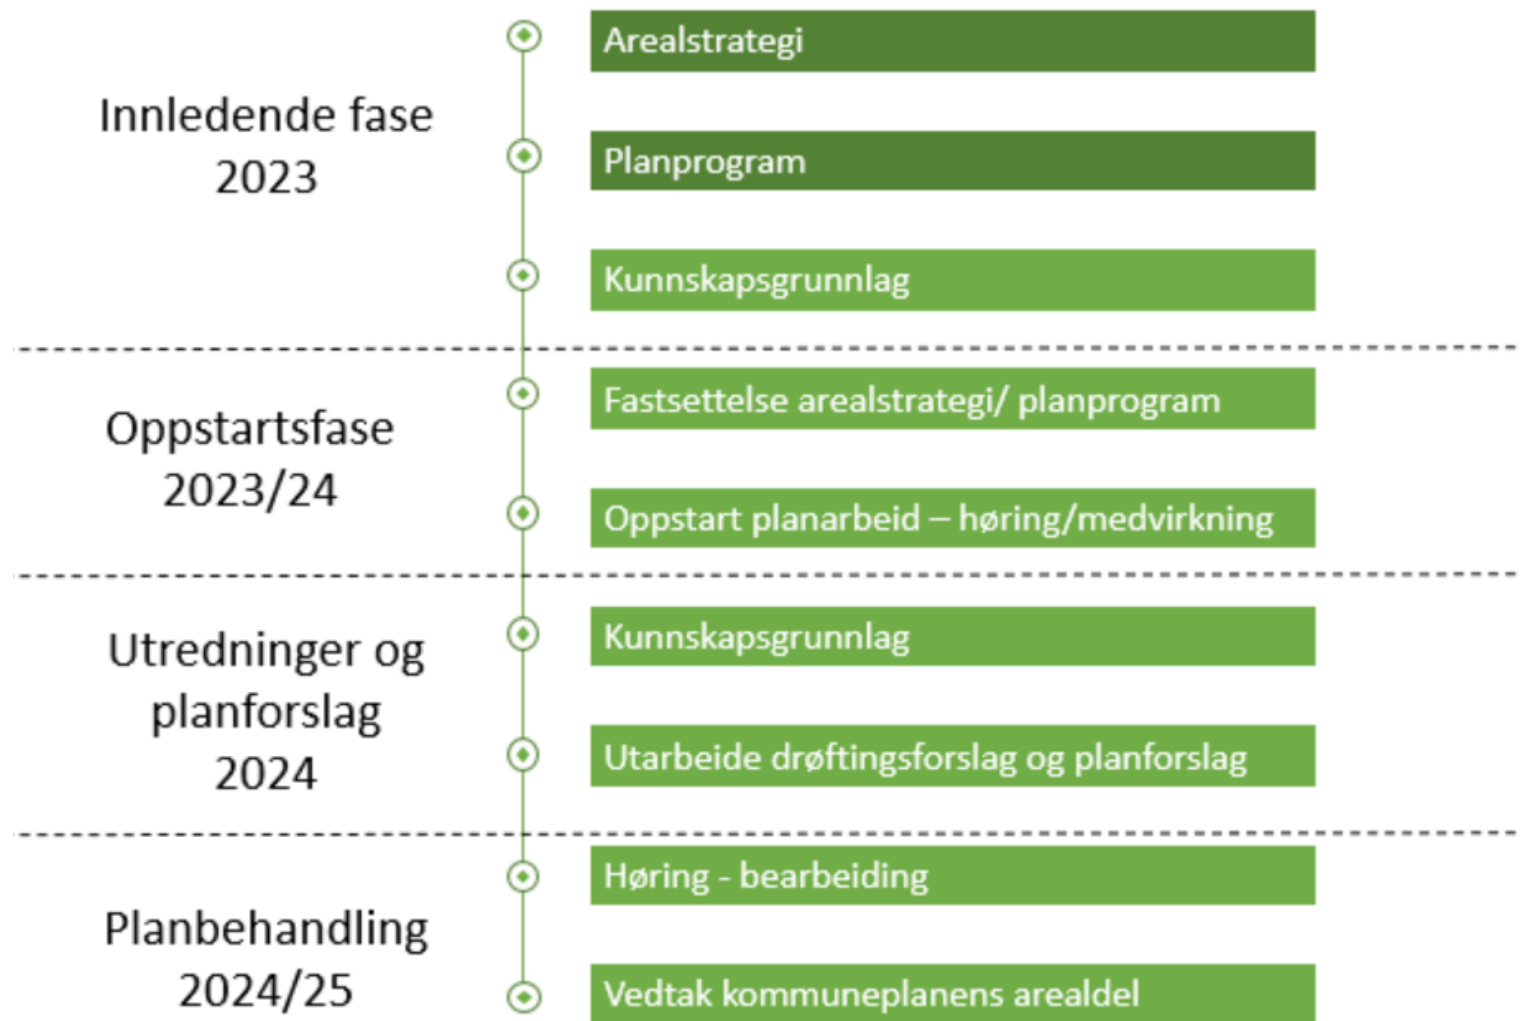 Innledende fase
2023
Arealstrategi
Planprogram
Kunnskapsgrunnlag
Oppstartsfase
2023/24
Fastsettelse arealstrategi/ planprogram
Oppstart planarbeid – høring/medvirkning
Utredninger og
planforslag
2024
Kunnskapsgrunnlag
Utarbeide drøftingsforslag og planforslag
Planbehandling
2024/25
Høring - bearbeiding
Vedtak kommuneplanens arealdel